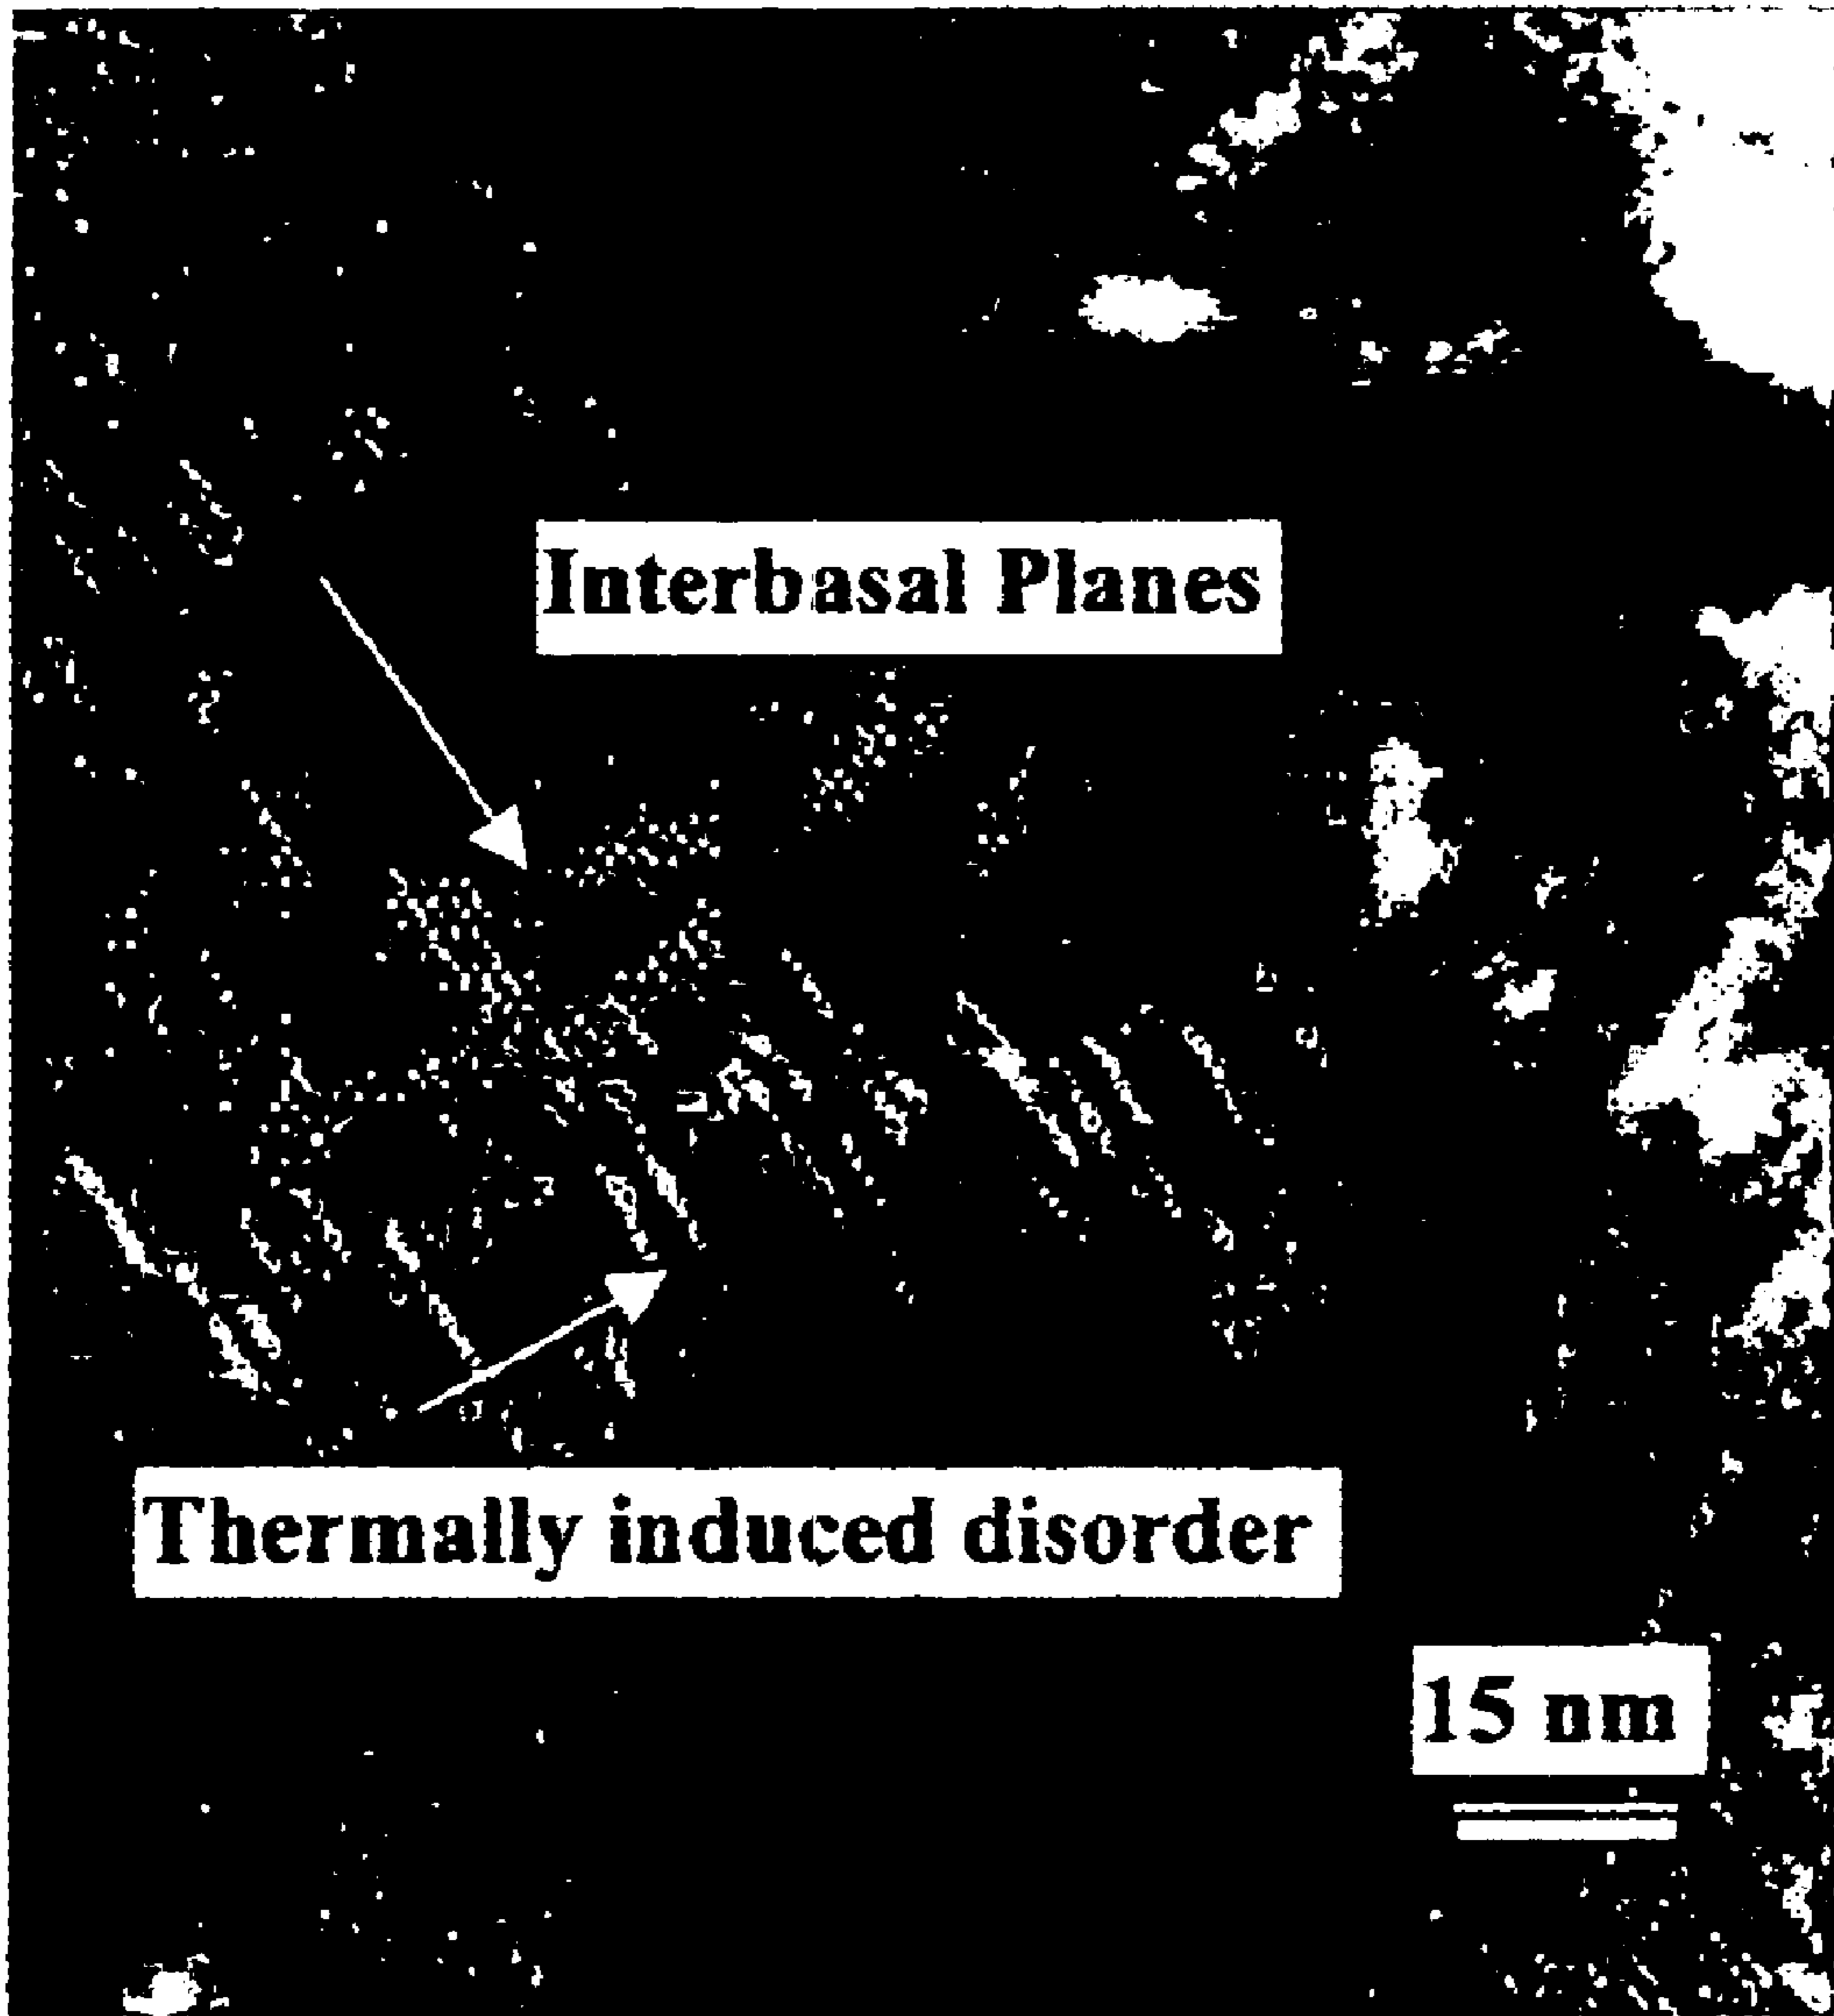 Interbasal Planes
Thermally induced disorder
15 nm